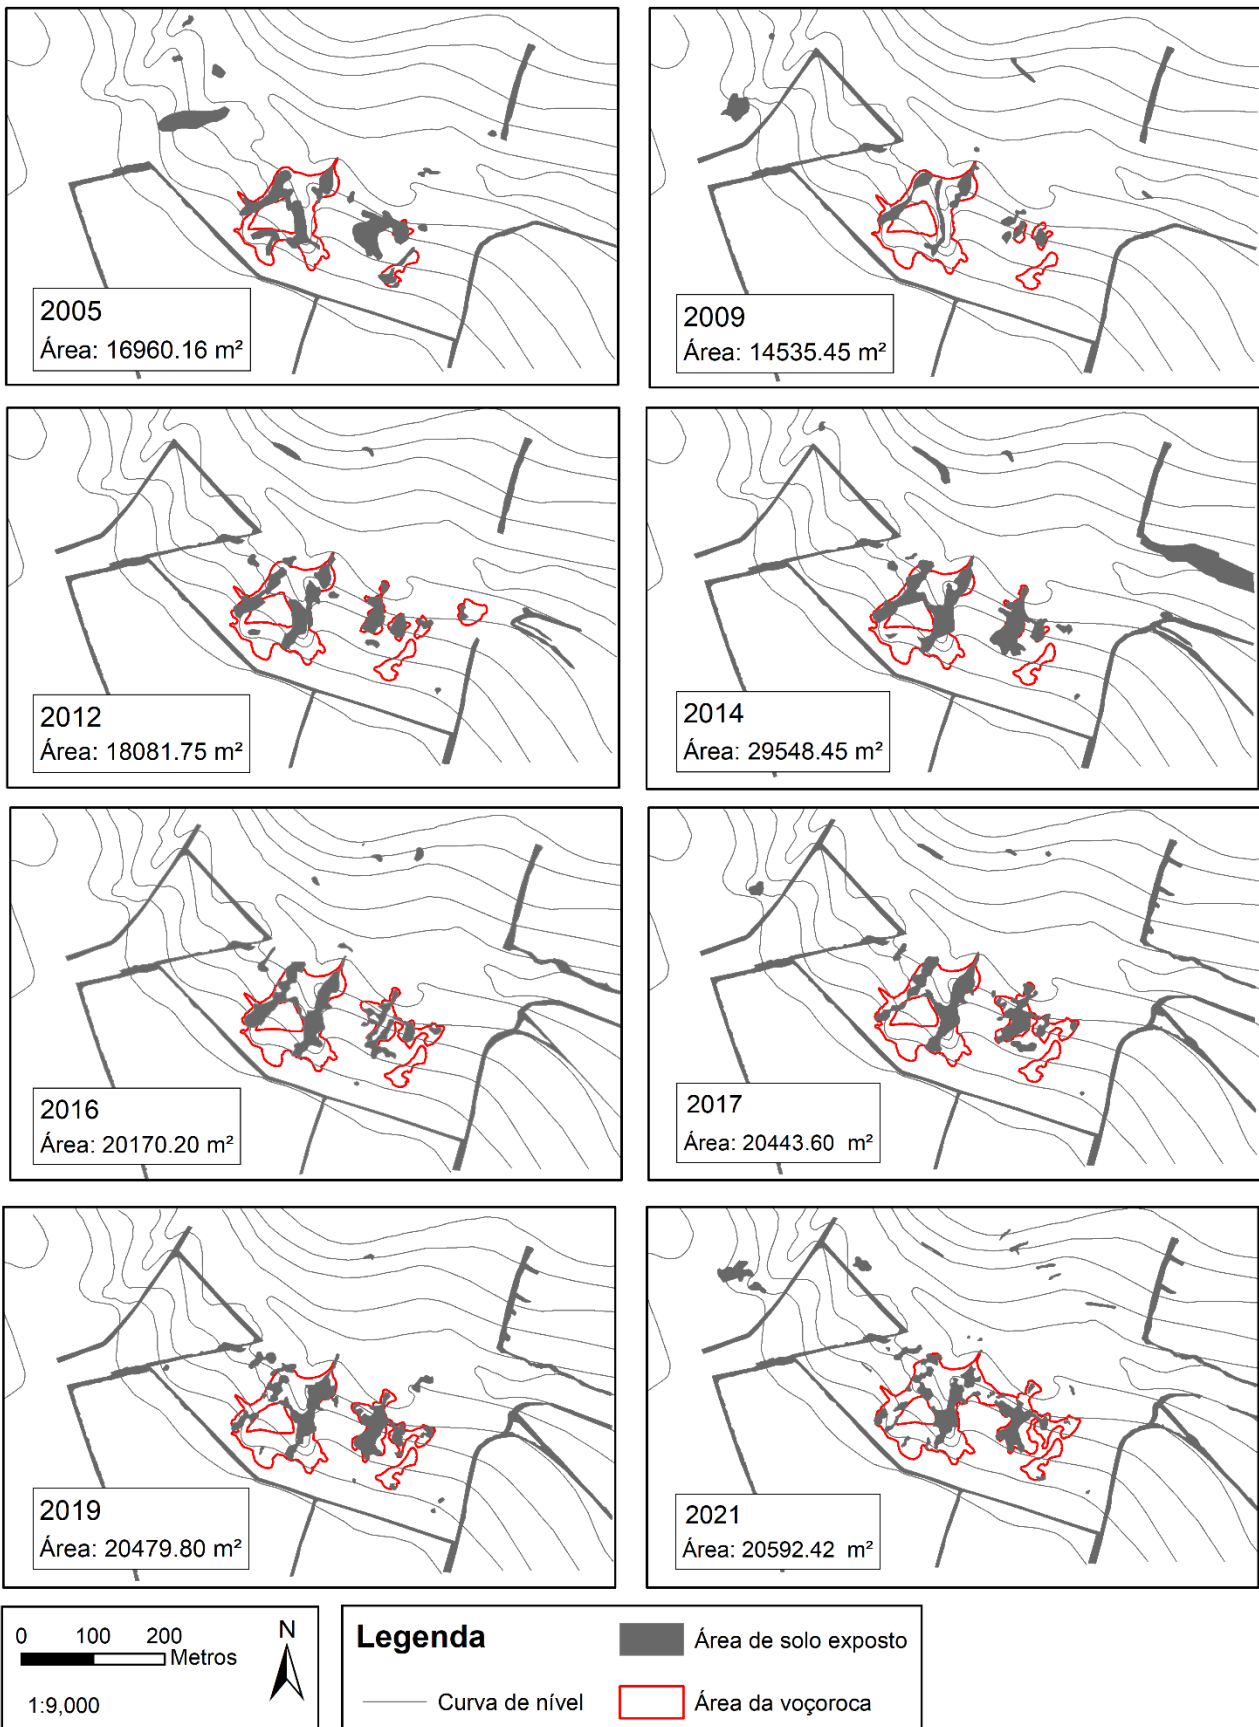 2005
Área: 16960.16 m²
2009
Área: 14535.45 m²
2012
Área: 18081.75 m²
2014
Área: 29548.45 m²
2016
Área: 20170.20 m²
2017
Área: 20443.60 m²
2019
Área: 20479.80 m²
2021
Área: 20592.42 m²
0 100 200
Metros
1:9,000
N
Legenda
Curva de nível
Área de solo exposto
Área da voçoroca